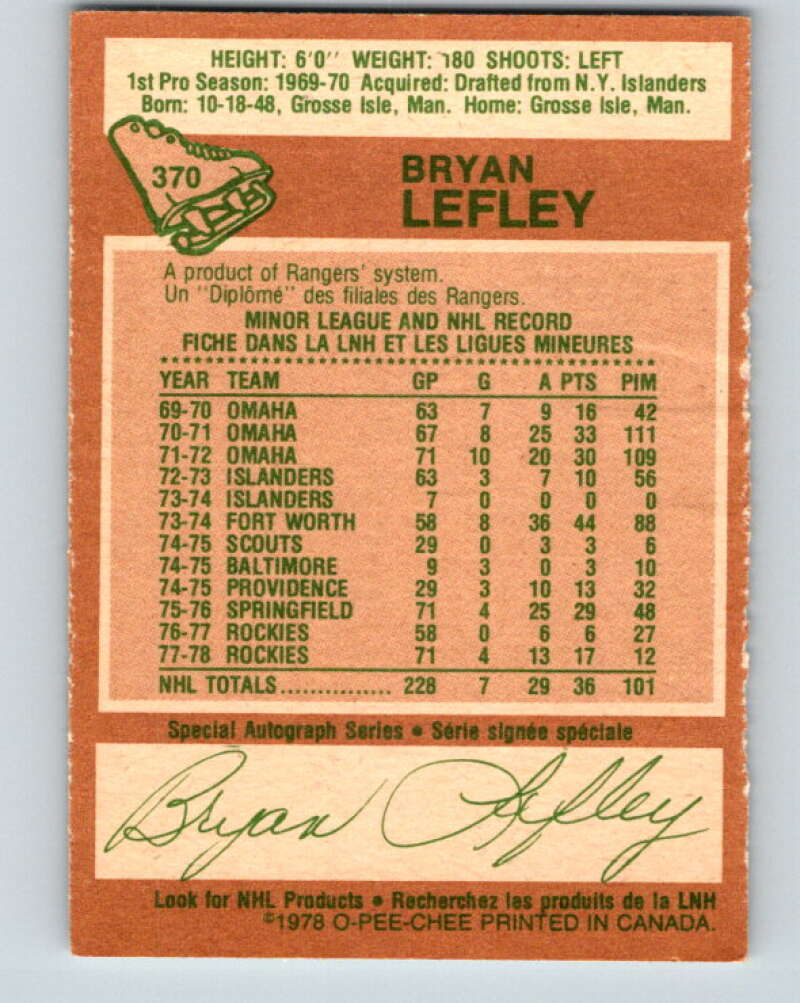 HEIGHT: 6'0" WEIGHT: 180 SHOOTS: LEFT
1st Pro Season: 1969-70 Acquired: Drafted from N.Y. Islanders
Born: 10-18-48, Grosse Isle, Man. Home: Grosse Isle, Man.
370
BRYAN
LEFLEY
A product of Rangers' system.
Un "Diplômé" des filiales des Rangers.
MINOR LEAGUE AND NHL RECORD
FICHE DANS LA LNH ET LES LIGUES MINEURES
YEAR TEAM GP G A PTS PIM
69-70 OMAHA 63 7 9 16 42
70-71 OMAHA 67 8 25 33 111
71-72 OMAHA 71 10 20 30 109
72-73 ISLANDERS 63 3 7 10 56
73-74 ISLANDERS 7 0 0 0 0
73-74 FORT WORTH 58 8 36 44 88
74-75 SCOUTS 29 0 3 3 6
74-75 BALTIMORE 9 3 0 3 10
74-75 PROVIDENCE 29 3 10 13 32
75-76 SPRINGFIELD 71 4 25 29 48
76-77 ROCKIES 58 0 6 6 27
77-78 ROCKIES 71 4 13 17 12
NHL TOTALS............... 228 7 29 36 101
Special Autograph Series • Série signée spéciale
Bryan Lefley
Look for NHL Products • Recherchez les produits de la LNH
©1978 O-PEE-CHEE PRINTED IN CANADA.